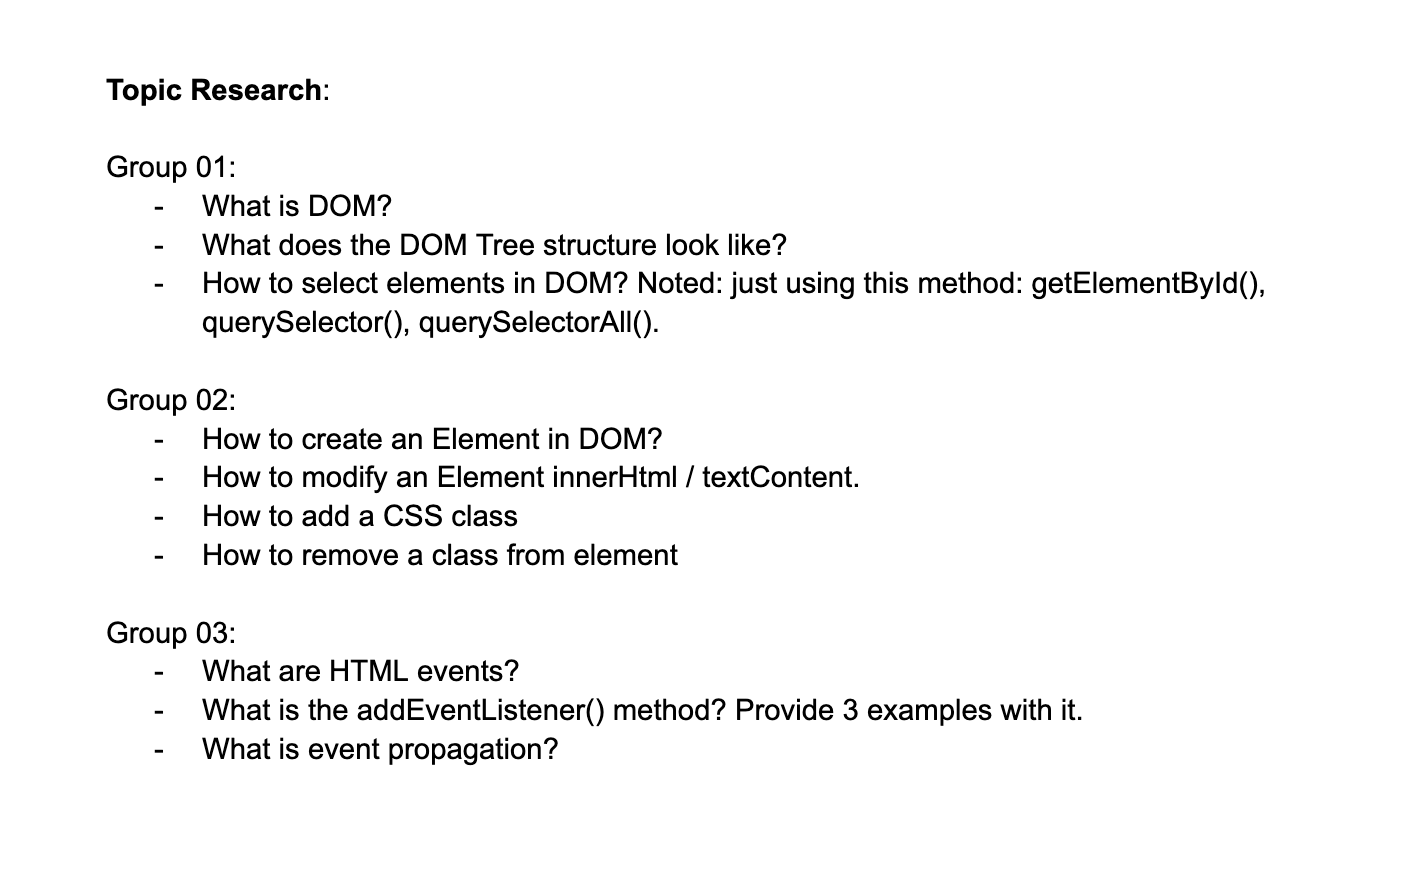 Topic Research:
Group 01:
- What is DOM?
- What does the DOM Tree structure look like?
- How to select elements in DOM? Noted: just using this method: getElementById(),
querySelector(), querySelectorAll().
Group 02:
- How to create an Element in DOM?
- How to modify an Element innerHtml / textContent.
- How to add a CSS class
- How to remove a class from element
Group 03:
- What are HTML events?
- What is the addEventListener() method? Provide 3 examples with it.
- What is event propagation?